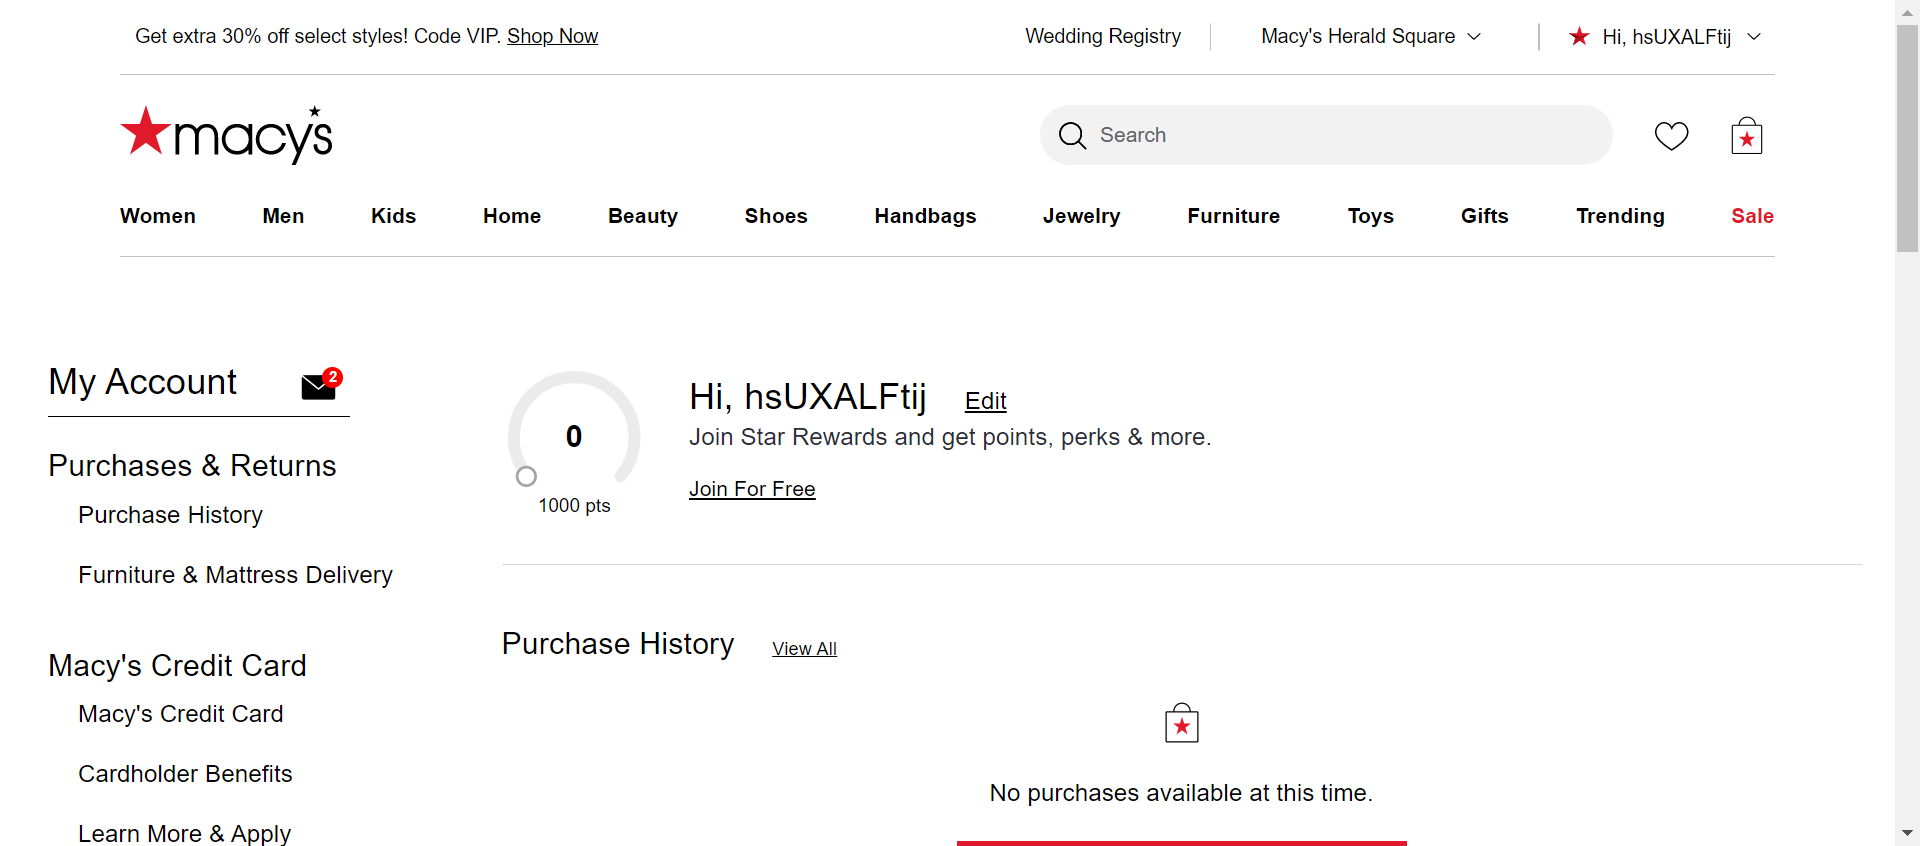 Get extra 30% off select styles! Code VIP. Shop Now
Wedding Registry
Macy's Herald Square
Hi, hsUXALFtij
macy's
Search
Women
Men
Kids
Home
Beauty
Shoes
Handbags
Jewelry
Furniture
Toys
Gifts
Trending
Sale
My Account
2
Purchases & Returns
Purchase History
Furniture & Mattress Delivery
Macy's Credit Card
Macy's Credit Card
Cardholder Benefits
Learn More & Apply
0
1000 pts
Hi, hsUXALFtij
Edit
Join Star Rewards and get points, perks & more.
Join For Free
Purchase History
View All
No purchases available at this time.